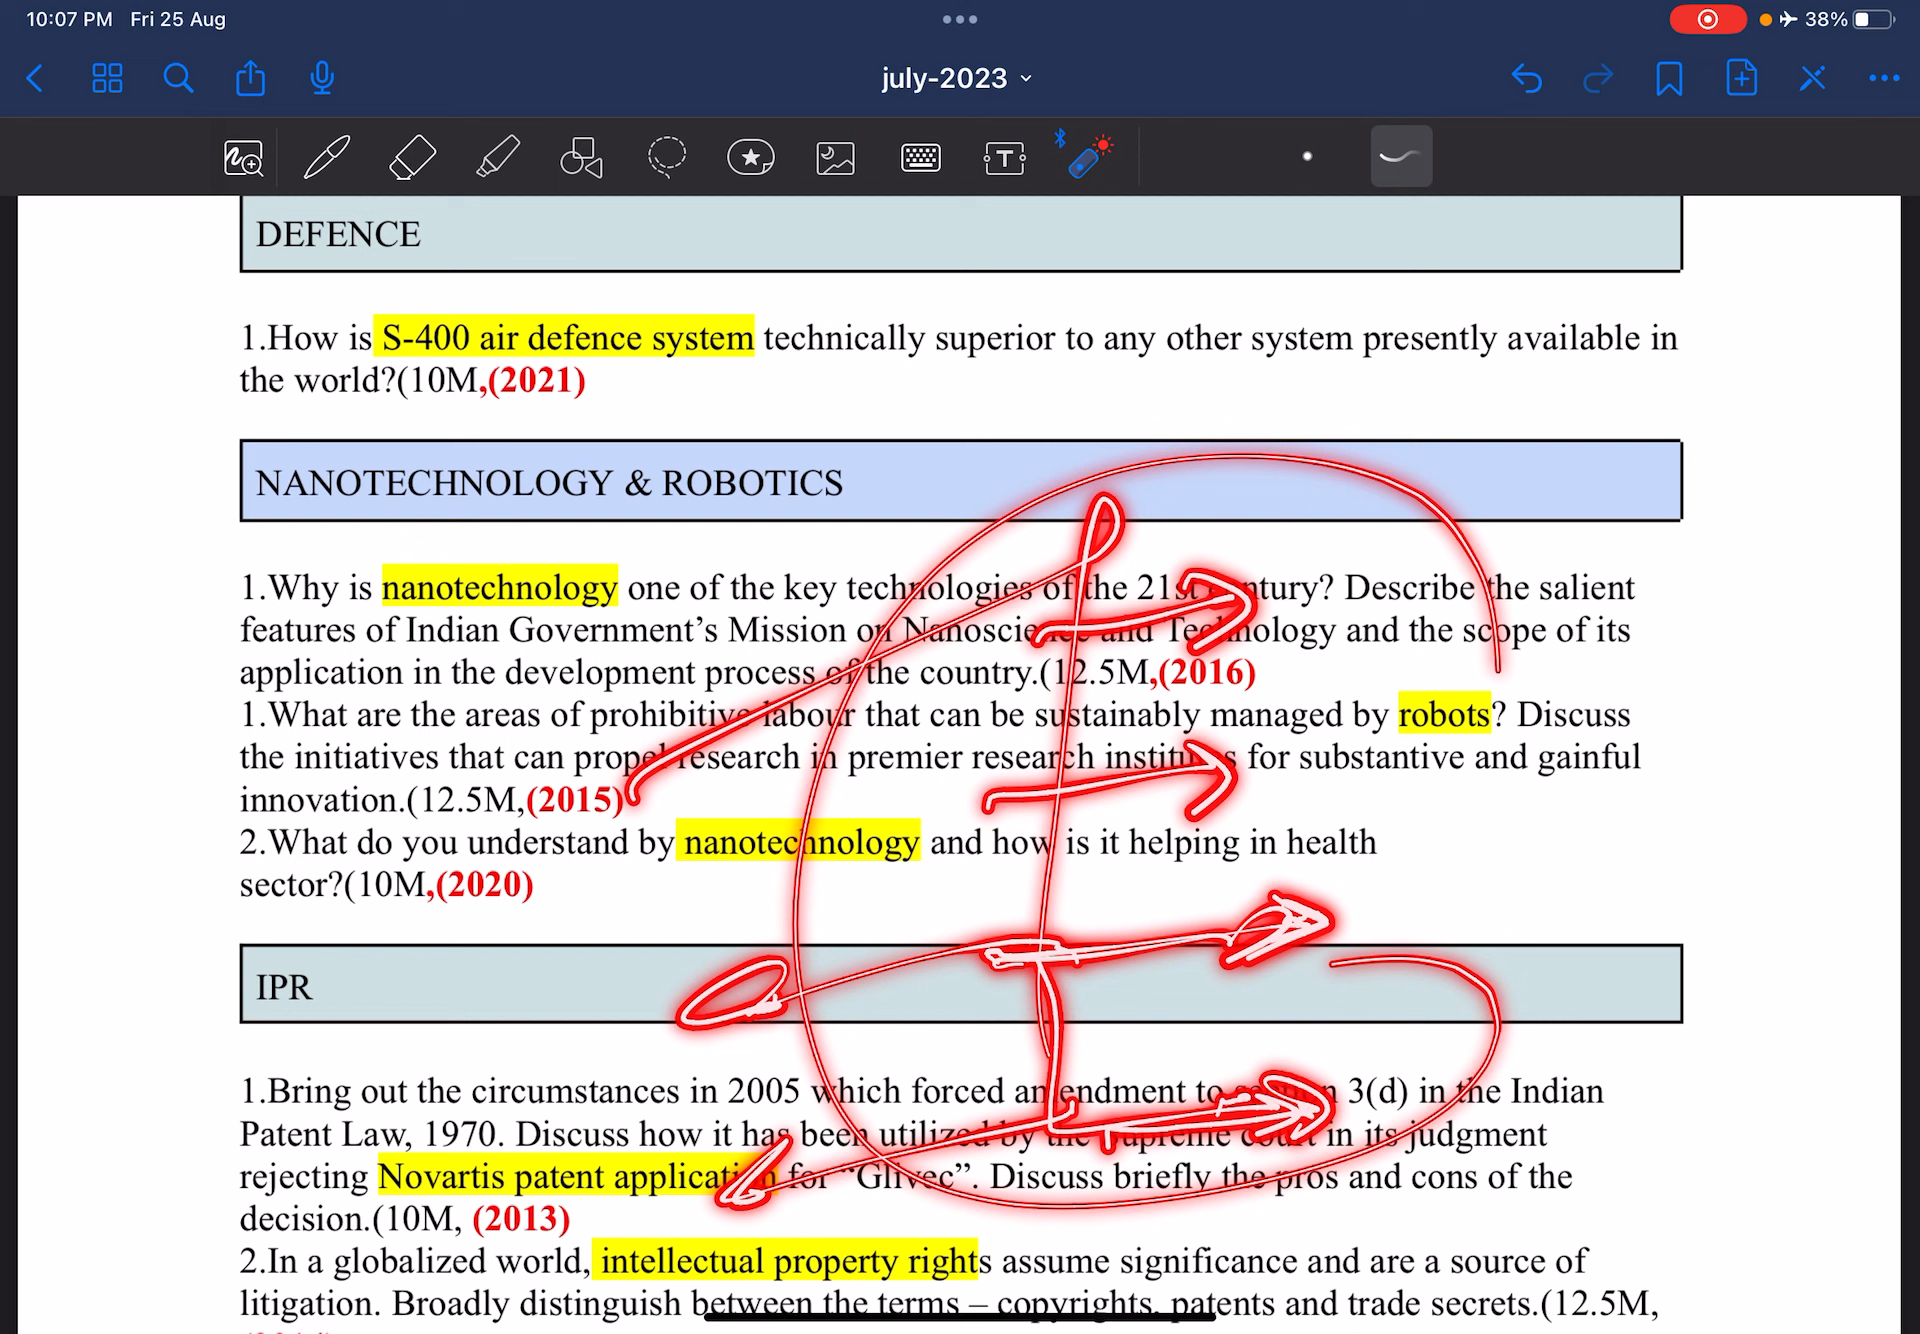 10:07 PM Fri 25 Aug
38%
july-2023
DEFENCE
1.How is S-400 air defence system technically superior to any other system presently available in
the world?(10M,(2021)
NANOTECHNOLOGY & ROBOTICS
1.Why is nanotechnology one of the key technologies of the 21st century? Describe the salient
features of Indian Government’s Mission on Nanoscience and Technology and the scope of its
application in the development process of the country.(12.5M,(2016)
1.What are the areas of prohibitive labour that can be sustainably managed by robots? Discuss
the initiatives that can propel research in premier research institutes for substantive and gainful
innovation.(12.5M,(2015)
2.What do you understand by nanotechnology and how is it helping in health
sector?(10M,(2020)
IPR
1.Bring out the circumstances in 2005 which forced amendment to section 3(d) in the Indian
Patent Law, 1970. Discuss how it has been utilized by the Supreme court in its judgment
rejecting Novartis patent application for “Glivec”. Discuss briefly the pros and cons of the
decision.(10M, (2013)
2.In a globalized world, intellectual property rights assume significance and are a source of
litigation. Broadly distinguish between the terms – copyrights, patents and trade secrets.(12.5M,